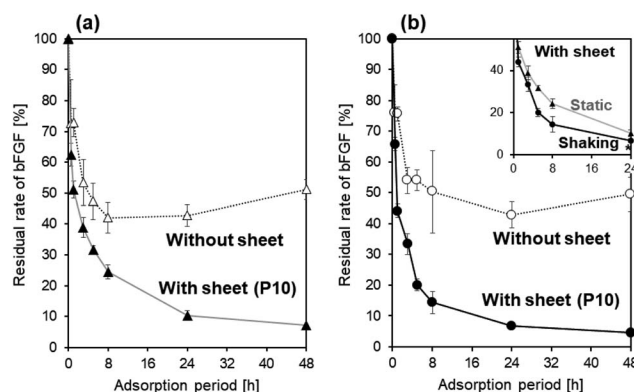 (a)
Residual rate of bFGF [%]
100
90
80
70
60
50
40
30
20
10
0
Without sheet
With sheet (P10)
0 8 16 24 32 40 48
Adsorption period [h]
(b)
Residual rate of bFGF [%]
100
90
80
70
60
50
40
30
20
10
0
With sheet
40
20
0
Static
Shaking
*
0 8 16 24
Without sheet
With sheet (P10)
0 8 16 24 32 40 48
Adsorption period [h]